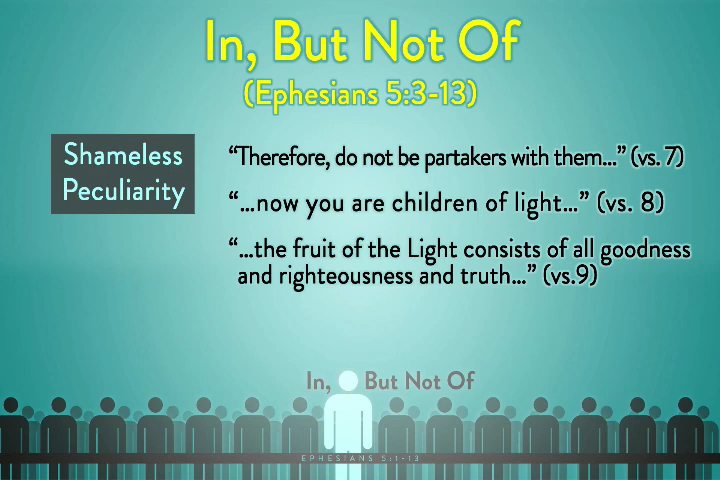 In, But Not Of
(Ephesians 5:3-13)
Shameless
Peculiarity
“Therefore, do not be partakers with them...” (vs. 7)
“...now you are children of light...” (vs. 8)
“...the fruit of the Light consists of all goodness
and righteousness and truth...” (vs.9)
In, But Not Of
EPHESIANS 5:1-13